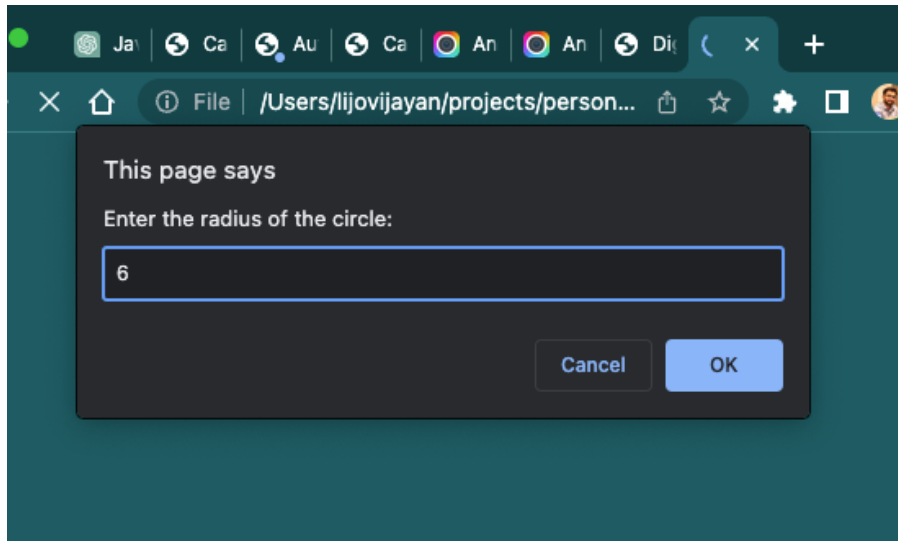 Ja Ca Au Ca An An Dig
File /Users/lijovijayan/projects/person...
This page says
Enter the radius of the circle:
6
Cancel OK